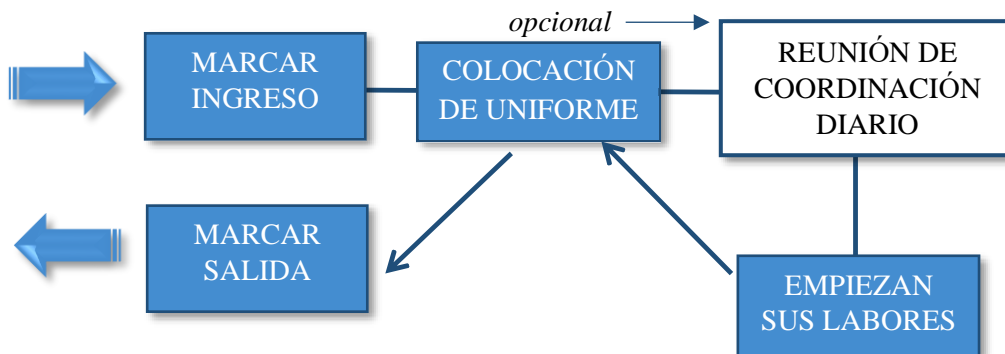 opcional
MARCAR
INGRESO
COLOCACIÓN
DE UNIFORME
REUNIÓN DE
COORDINACIÓN
DIARIO
MARCAR
SALIDA
EMPIEZAN
SUS LABORES